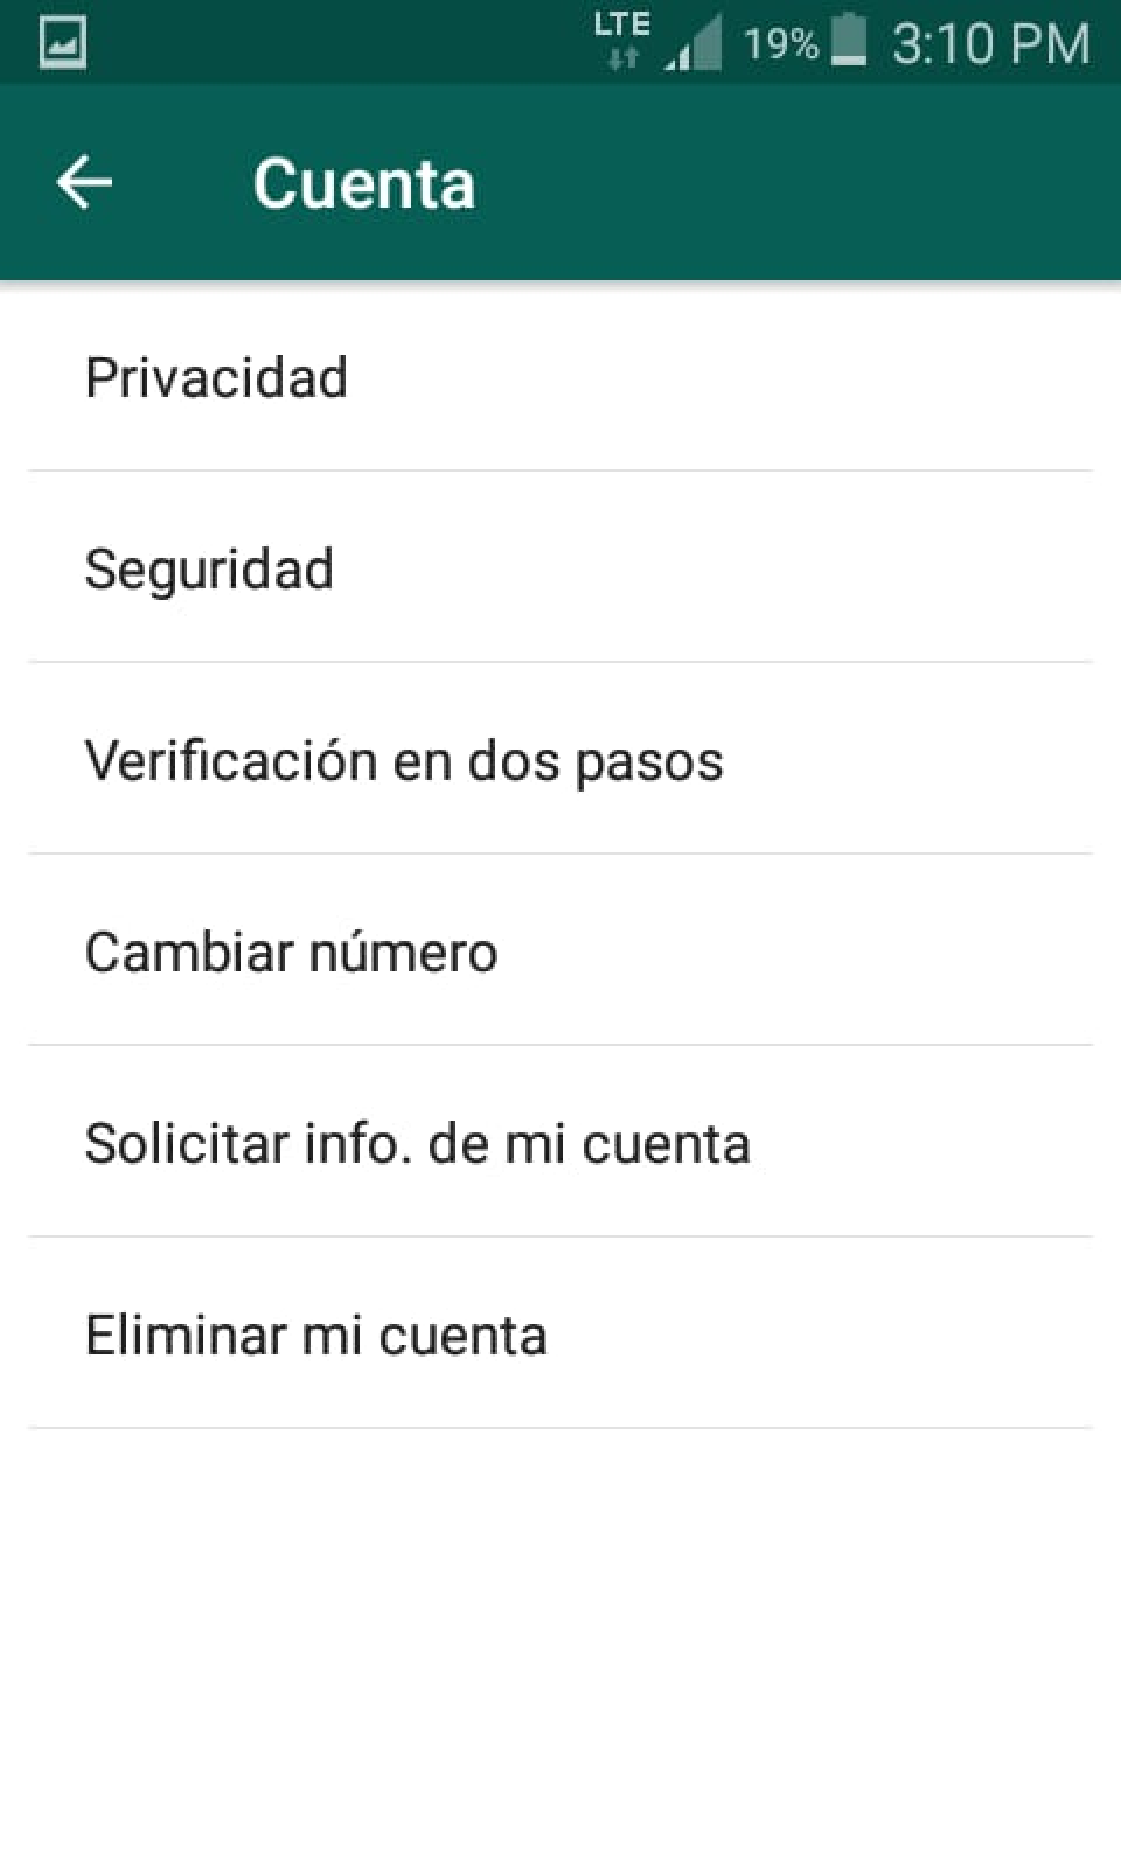 LTE 19% 3:10 PM
Cuenta
Privacidad
Seguridad
Verificación en dos pasos
Cambiar número
Solicitar info. de mi cuenta
Eliminar mi cuenta